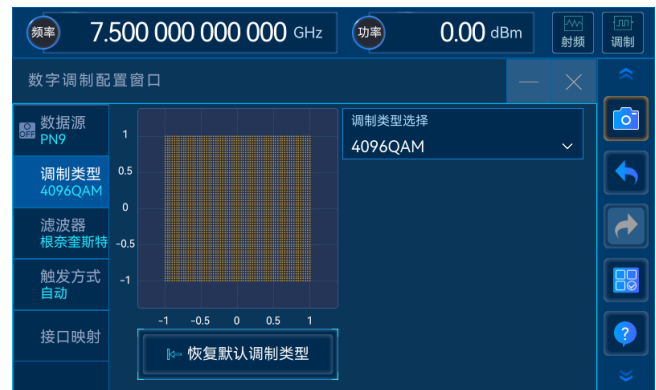 频率 7.500 000 000 000 GHz 功率 0.00 dBm 射频 调制
数字调制配置窗口
OFF 数据源
PN9
调制类型
4096QAM
滤波器
根奈奎斯特
触发方式
自动
接口映射
1
0.5
0
-0.5
-1
-1 -0.5 0 0.5 1
恢复默认调制类型
调制类型选择
4096QAM
?